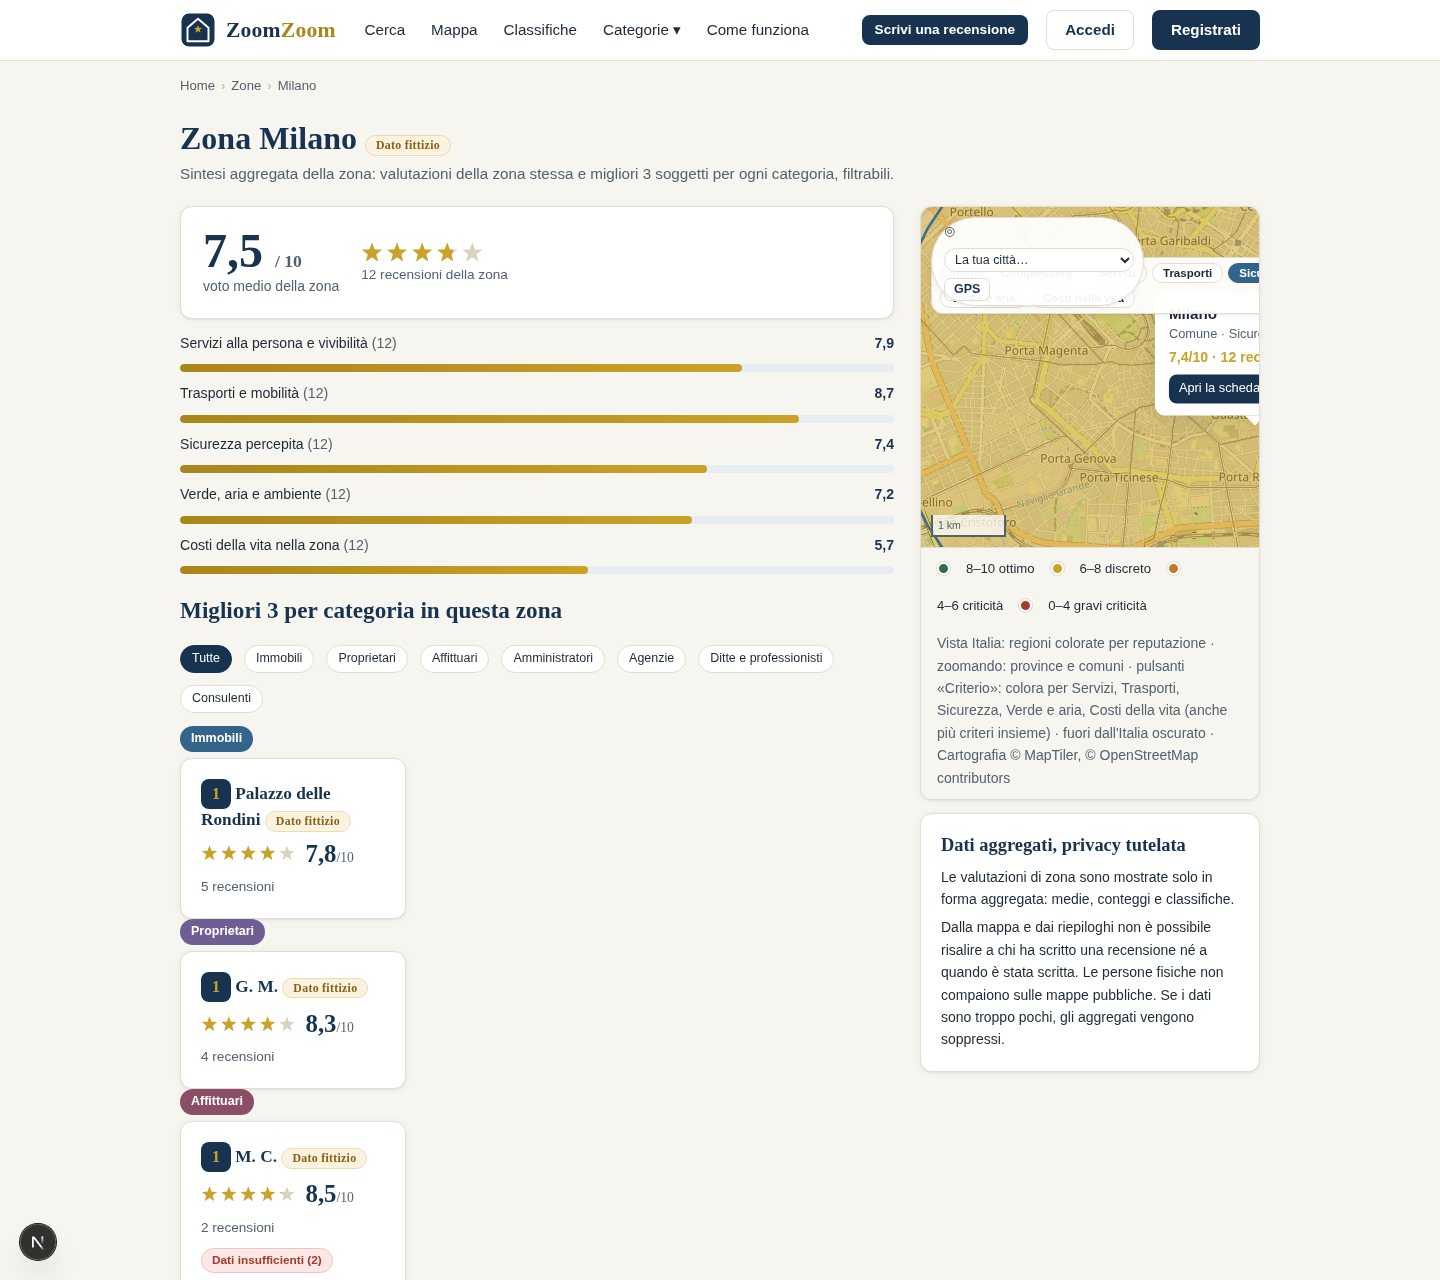 ZoomZoom Cerca Mappa Classifiche Categorie ▾ Come funziona Scrivi una recensione Accedi Registrati
Home › Zone › Milano
Zona Milano Dato fittizio
Sintesi aggregata della zona: valutazioni della zona stessa e migliori 3 soggetti per ogni categoria, filtrabili.
7,5 / 10
voto medio della zona
12 recensioni della zona
Servizi alla persona e vivibilità (12) 7,9
Trasporti e mobilità (12) 8,7
Sicurezza percepita (12) 7,4
Verde, aria e ambiente (12) 7,2
Costi della vita nella zona (12) 5,7
Migliori 3 per categoria in questa zona
Tutte Immobili Proprietari Affittuari Amministratori Agenzie Ditte e professionisti
Consulenti
Immobili
1 Palazzo delle
Rondini Dato fittizio
7,8/10
5 recensioni
Proprietari
1 G. M. Dato fittizio
8,3/10
4 recensioni
Affittuari
1 M. C. Dato fittizio
8,5/10
2 recensioni
Dati insufficienti (2)
Portello
rta Garibaldi
La tua città…
Trasporti Sicu
GPS
aria Costi della vita
Milano
Comune · Sicur
7,4/10 · 12 rec
Apri la scheda
Porta Magenta
Porta Genova
Porta Ticinese
Porta R
Naviglio Grande
ellino
Cristoforo
1 km
8–10 ottimo 6–8 discreto
4–6 criticità 0–4 gravi criticità
Vista Italia: regioni colorate per reputazione ·
zoomando: province e comuni · pulsanti
«Criterio»: colora per Servizi, Trasporti,
Sicurezza, Verde e aria, Costi della vita (anche
più criteri insieme) · fuori dall'Italia oscurato ·
Cartografia © MapTiler, © OpenStreetMap
contributors
Dati aggregati, privacy tutelata
Le valutazioni di zona sono mostrate solo in
forma aggregata: medie, conteggi e classifiche.
Dalla mappa e dai riepiloghi non è possibile
risalire a chi ha scritto una recensione né a
quando è stata scritta. Le persone fisiche non
compaiono sulle mappe pubbliche. Se i dati
sono troppo pochi, gli aggregati vengono
soppressi.